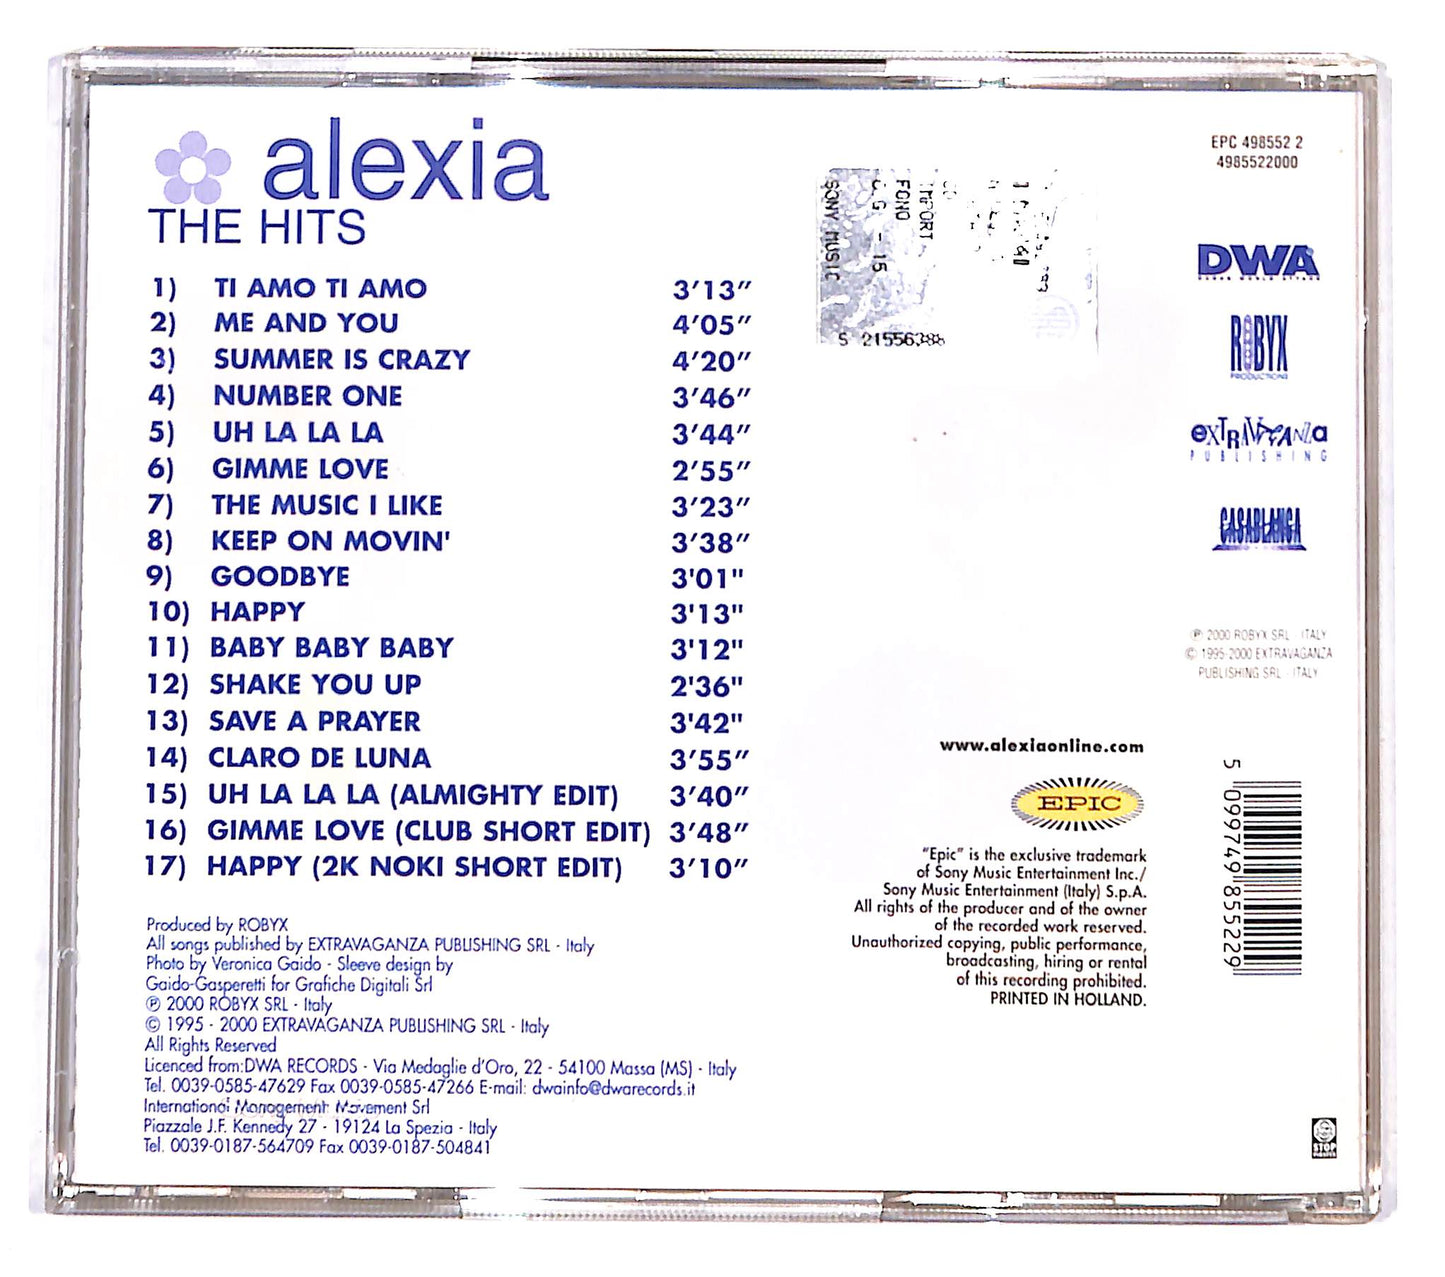 alexia
THE HITS
1) TI AMO TI AMO 3'13"
2) ME AND YOU 4'05"
3) SUMMER IS CRAZY 4'20"
4) NUMBER ONE 3'46"
5) UH LA LA LA 3'44"
6) GIMME LOVE 2'55"
7) THE MUSIC I LIKE 3'23"
8) KEEP ON MOVIN' 3'38"
9) GOODBYE 3'01"
10) HAPPY 3'13"
11) BABY BABY BABY 3'12"
12) SHAKE YOU UP 2'36"
13) SAVE A PRAYER 3'42"
14) CLARO DE LUNA 3'55"
15) UH LA LA LA (ALMIGHTY EDIT) 3'40"
16) GIMME LOVE (CLUB SHORT EDIT) 3'48"
17) HAPPY (2K NOKI SHORT EDIT) 3'10"
Produced by ROBYX
All songs published by EXTRAVAGANZA PUBLISHING SRL - Italy
Photo by Veronica Gaido - Sleeve design by
Gaido-Gasperetti for Grafiche Digitali Srl
℗ 2000 ROBYX SRL - Italy
© 1995 - 2000 EXTRAVAGANZA PUBLISHING SRL - Italy
All Rights Reserved
Licenced from:DWA RECORDS - Via Medaglie d'Oro, 22 - 54100 Massa (MS) - Italy
Tel. 0039-0585-47629 Fax 0039-0585-47266 E-mail: dwainfo@dwarecords.it
International Management: Movement Srl
Piazzale J.F. Kennedy 27 - 19124 La Spezia - Italy
Tel. 0039-0187-564709 Fax 0039-0187-504841
SONY MUSIC
FONO
IMPORT
S 21556388
EPC 498552 2
4985522000
DWA
ROBYX
PRODUCTIONS
eXTRAVAGANZa
PUBLISHING
CASABLANCA
℗ 2000 ROBYX SRL - ITALY
© 1995-2000 EXTRAVAGANZA
PUBLISHING SRL - ITALY
www.alexiaonline.com
EPIC
"Epic" is the exclusive trademark
of Sony Music Entertainment Inc./
Sony Music Entertainment (Italy) S.p.A.
All rights of the producer and of the owner
of the recorded work reserved.
Unauthorized copying, public performance,
broadcasting, hiring or rental
of this recording prohibited.
PRINTED IN HOLLAND.
5 099749 855229
STOP